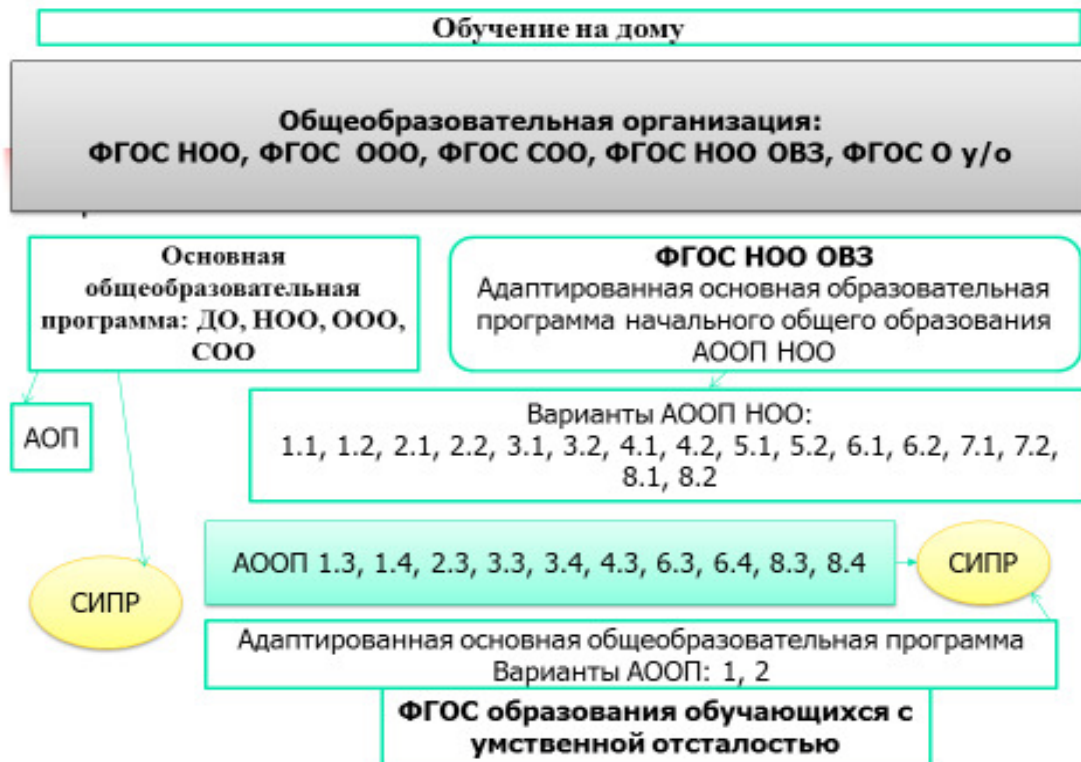 Обучение на дому
Общеобразовательная организация:
ФГОС НОО, ФГОС ООО, ФГОС СОО, ФГОС НОО ОВЗ, ФГОС О у/о
Основная
общеобразовательная
программа: ДО, НОО, ООО,
СОО
ФГОС НОО ОВЗ
Адаптированная основная образовательная
программа начального общего образования
АООП НОО
АОП
Варианты АООП НОО:
1.1, 1.2, 2.1, 2.2, 3.1, 3.2, 4.1, 4.2, 5.1, 5.2, 6.1, 6.2, 7.1, 7.2,
8.1, 8.2
АООП 1.3, 1.4, 2.3, 3.3, 3.4, 4.3, 6.3, 6.4, 8.3, 8.4
СИПР
СИПР
Адаптированная основная общеобразовательная программа
Варианты АООП: 1, 2
ФГОС образования обучающихся с
умственной отсталостью